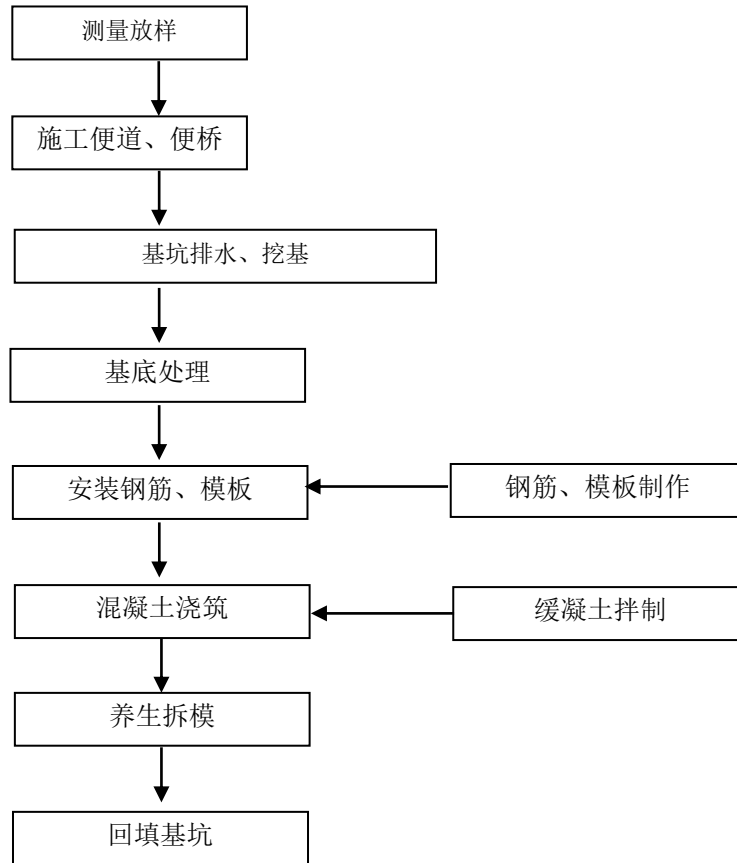 测量放样
施工便道、便桥
基坑排水、挖基
基底处理
安装钢筋、模板
钢筋、模板制作
混凝土浇筑
缓凝土拌制
养生拆模
回填基坑